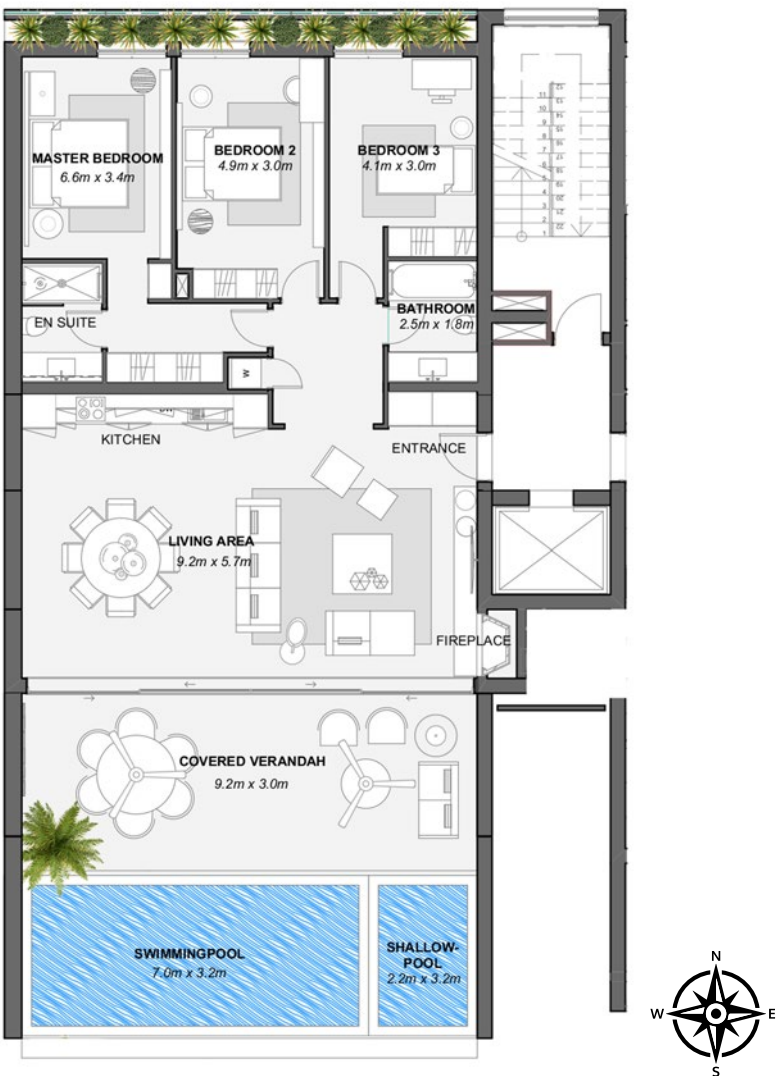 MASTER BEDROOM
6.6m x 3.4m
BEDROOM 2
4.9m x 3.0m
BEDROOM 3
4.1m x 3.0m
EN SUITE
BATHROOM
2.5m x 1.8m
W
KITCHEN
ENTRANCE
LIVING AREA
9.2m x 5.7m
FIREPLACE
COVERED VERANDAH
9.2m x 3.0m
SWIMMINGPOOL
7.0m x 3.2m
SHALLOW-
POOL
2.2m x 3.2m
N
W
E
S